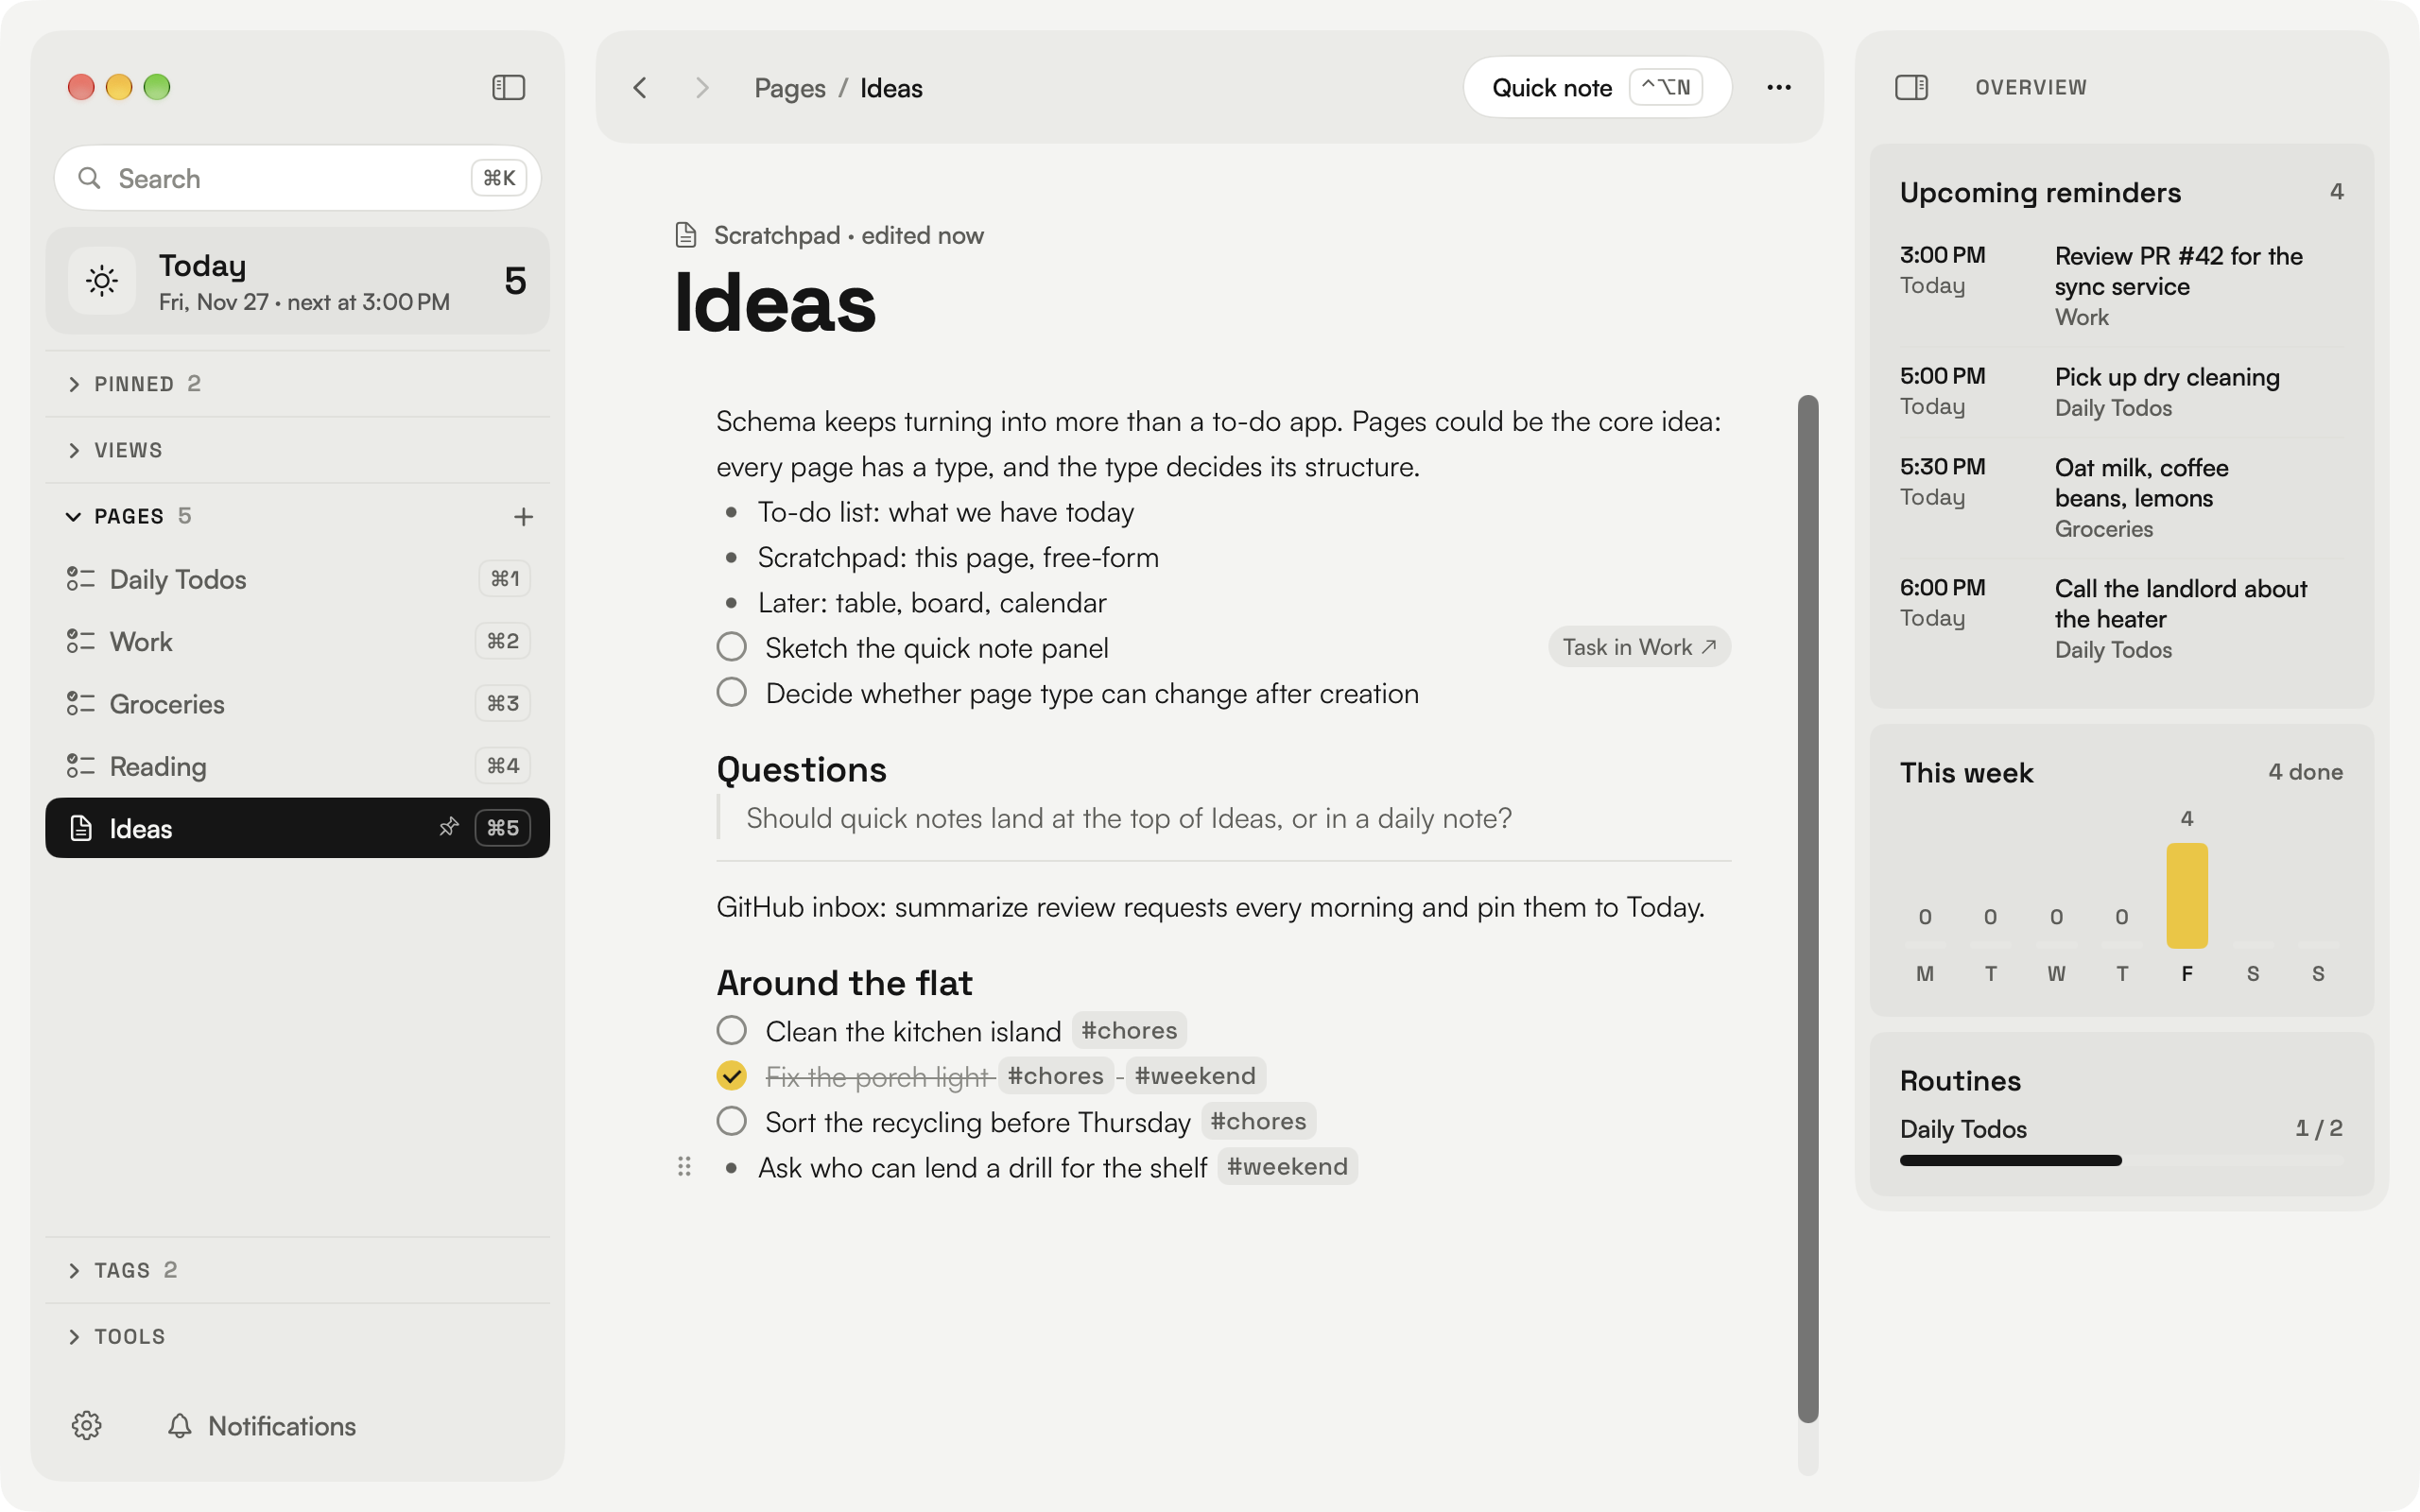 Search ⌘K
Today
Fri, Nov 27 · next at 3:00 PM
5
PINNED 2
VIEWS
PAGES 5
Daily Todos ⌘1
Work ⌘2
Groceries ⌘3
Reading ⌘4
Ideas ⌘5
TAGS 2
TOOLS
Notifications
Pages / Ideas
Quick note ⌃⌥N
Scratchpad · edited now
Ideas
Schema keeps turning into more than a to-do app. Pages could be the core idea:
every page has a type, and the type decides its structure.
• To-do list: what we have today
• Scratchpad: this page, free-form
• Later: table, board, calendar
Sketch the quick note panel Task in Work ↗
Decide whether page type can change after creation
Questions
Should quick notes land at the top of Ideas, or in a daily note?
GitHub inbox: summarize review requests every morning and pin them to Today.
Around the flat
Clean the kitchen island #chores
Fix the porch light #chores #weekend
Sort the recycling before Thursday #chores
• Ask who can lend a drill for the shelf #weekend
OVERVIEW
Upcoming reminders 4
3:00 PM Review PR #42 for the
Today sync service
Work
5:00 PM Pick up dry cleaning
Today Daily Todos
5:30 PM Oat milk, coffee
Today beans, lemons
Groceries
6:00 PM Call the landlord about
Today the heater
Daily Todos
This week 4 done
4
0 0 0 0
M T W T F S S
Routines
Daily Todos 1 / 2